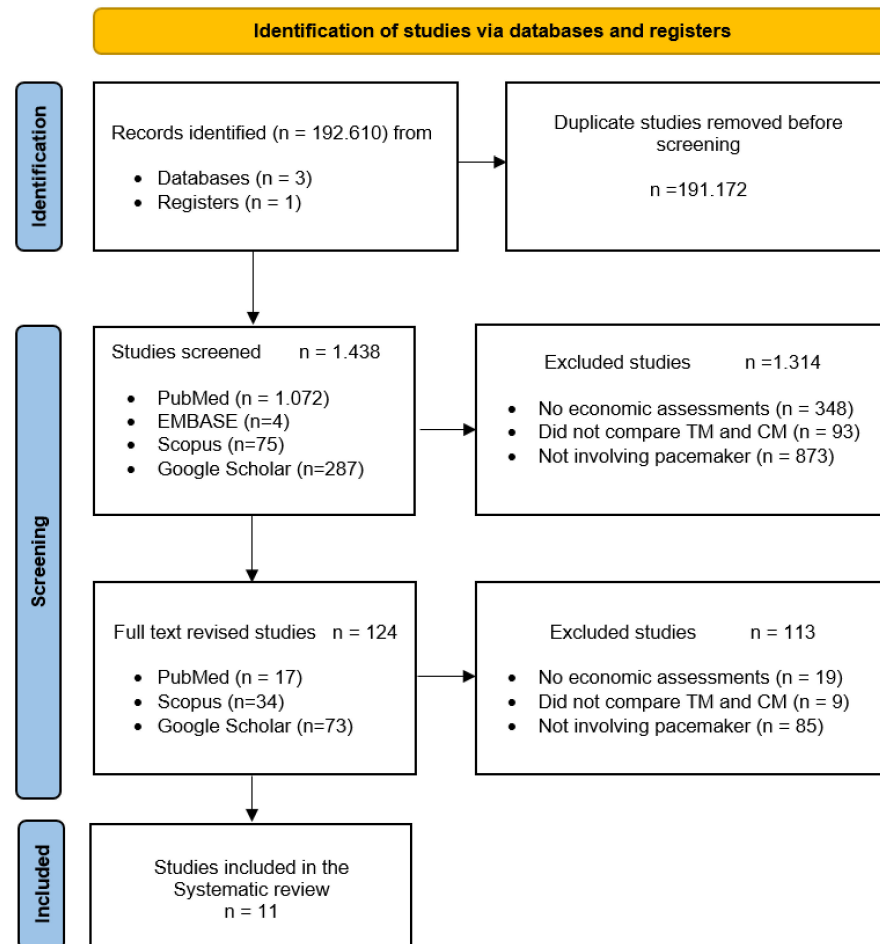 Identification of studies via databases and registers
Identification
Records identified (n = 192.610) from
• Databases (n = 3)
• Registers (n = 1)
Duplicate studies removed before
screening
n =191.172
Screening
Studies screened n = 1.438
• PubMed (n = 1.072)
• EMBASE (n=4)
• Scopus (n=75)
• Google Scholar (n=287)
Excluded studies n =1.314
• No economic assessments (n = 348)
• Did not compare TM and CM (n = 93)
• Not involving pacemaker (n = 873)
Full text revised studies n = 124
• PubMed (n = 17)
• Scopus (n=34)
• Google Scholar (n=73)
Excluded studies n = 113
• No economic assessments (n = 19)
• Did not compare TM and CM (n = 9)
• Not involving pacemaker (n = 85)
Included
Studies included in the
Systematic review
n = 11